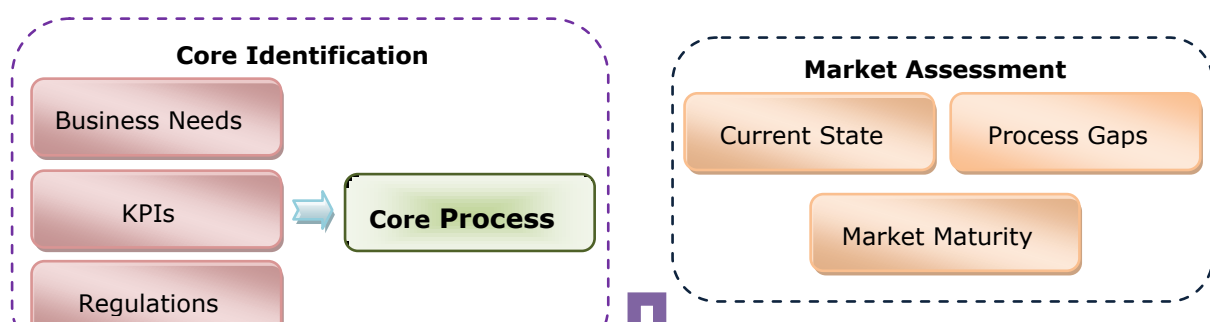 Core Identification
Business Needs
KPIs
Core Process
Regulations
Market Assessment
Current State
Process Gaps
Market Maturity